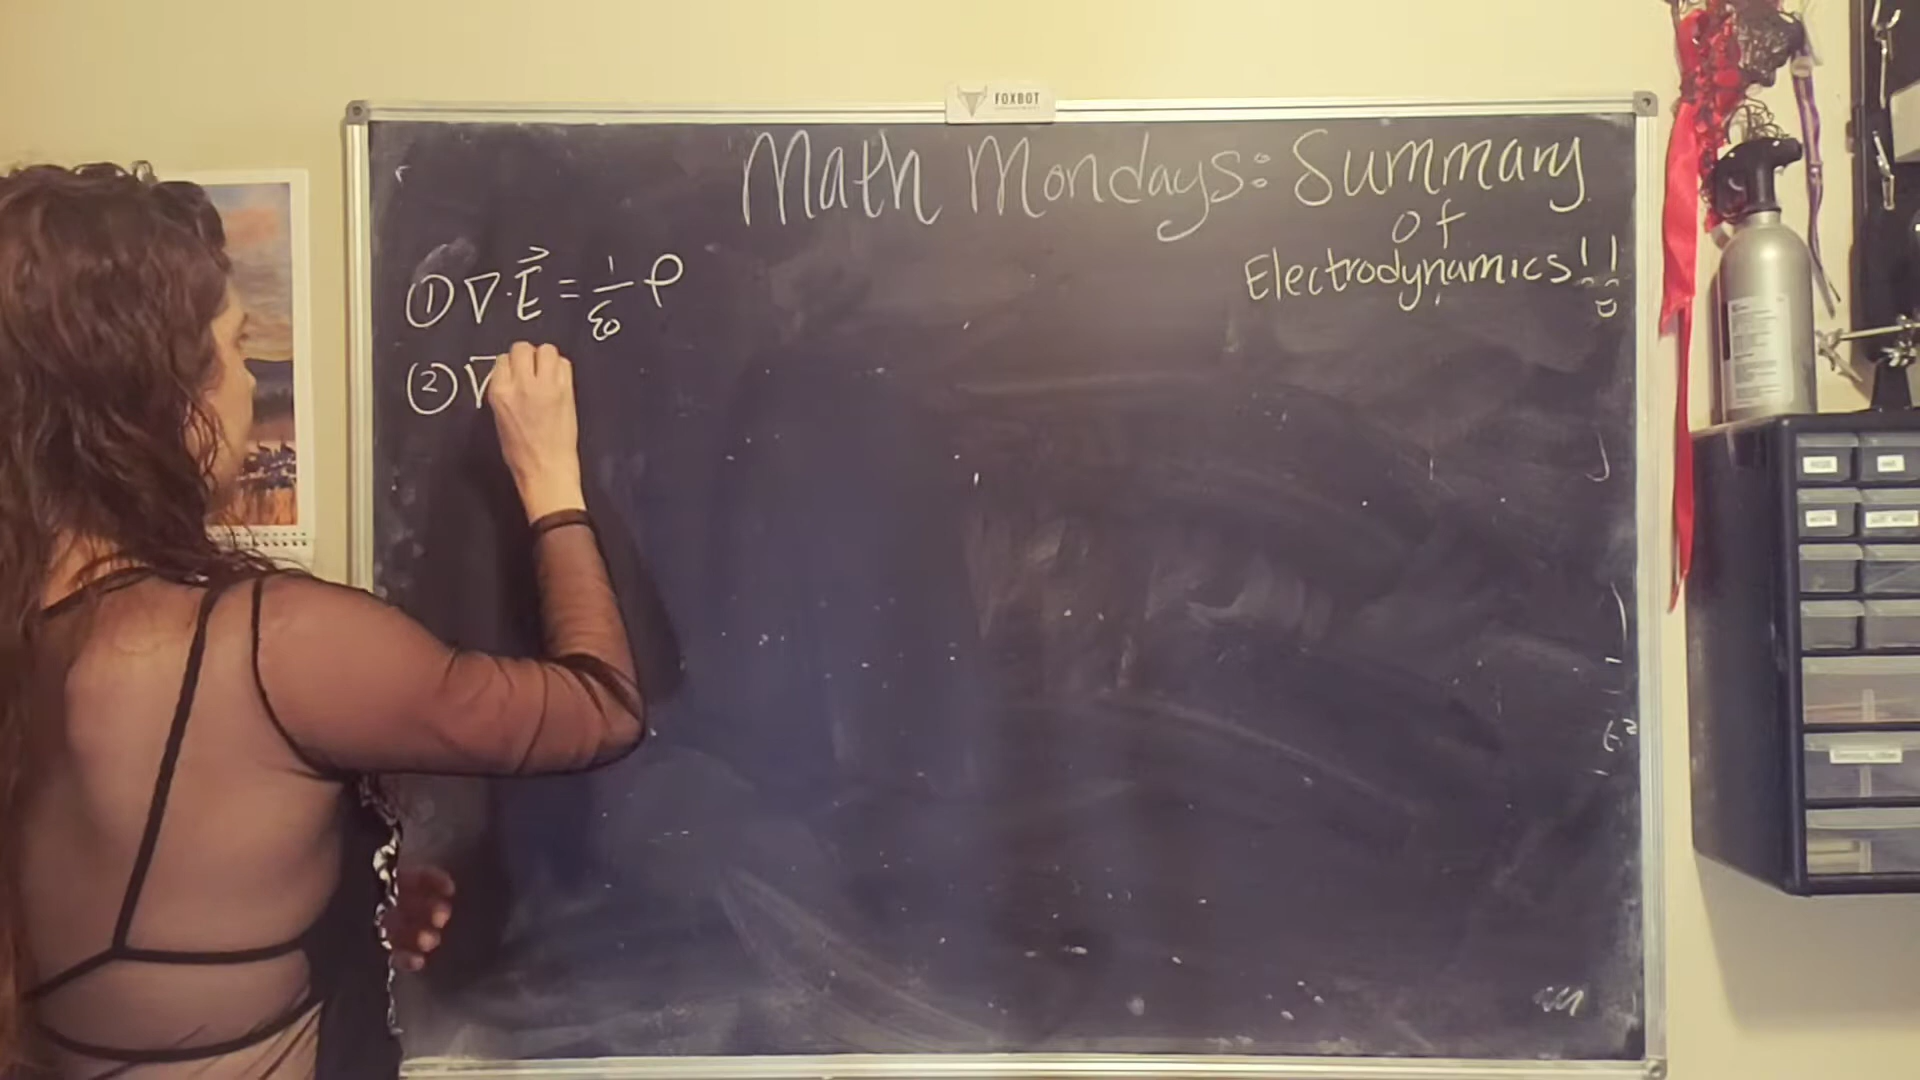 FOXBOT
Math Mondays: Summary
of
Electrodynamics!!
① ∇·E⃗ = 1/ε₀ ρ
② ∇